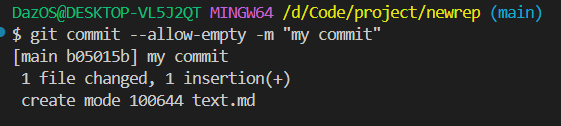 DazOS@DESKTOP-VL5J2QT MINGW64 /d/Code/project/newrep (main)
$ git commit --allow-empty -m "my commit"
[main b05015b] my commit
 1 file changed, 1 insertion(+)
 create mode 100644 text.md